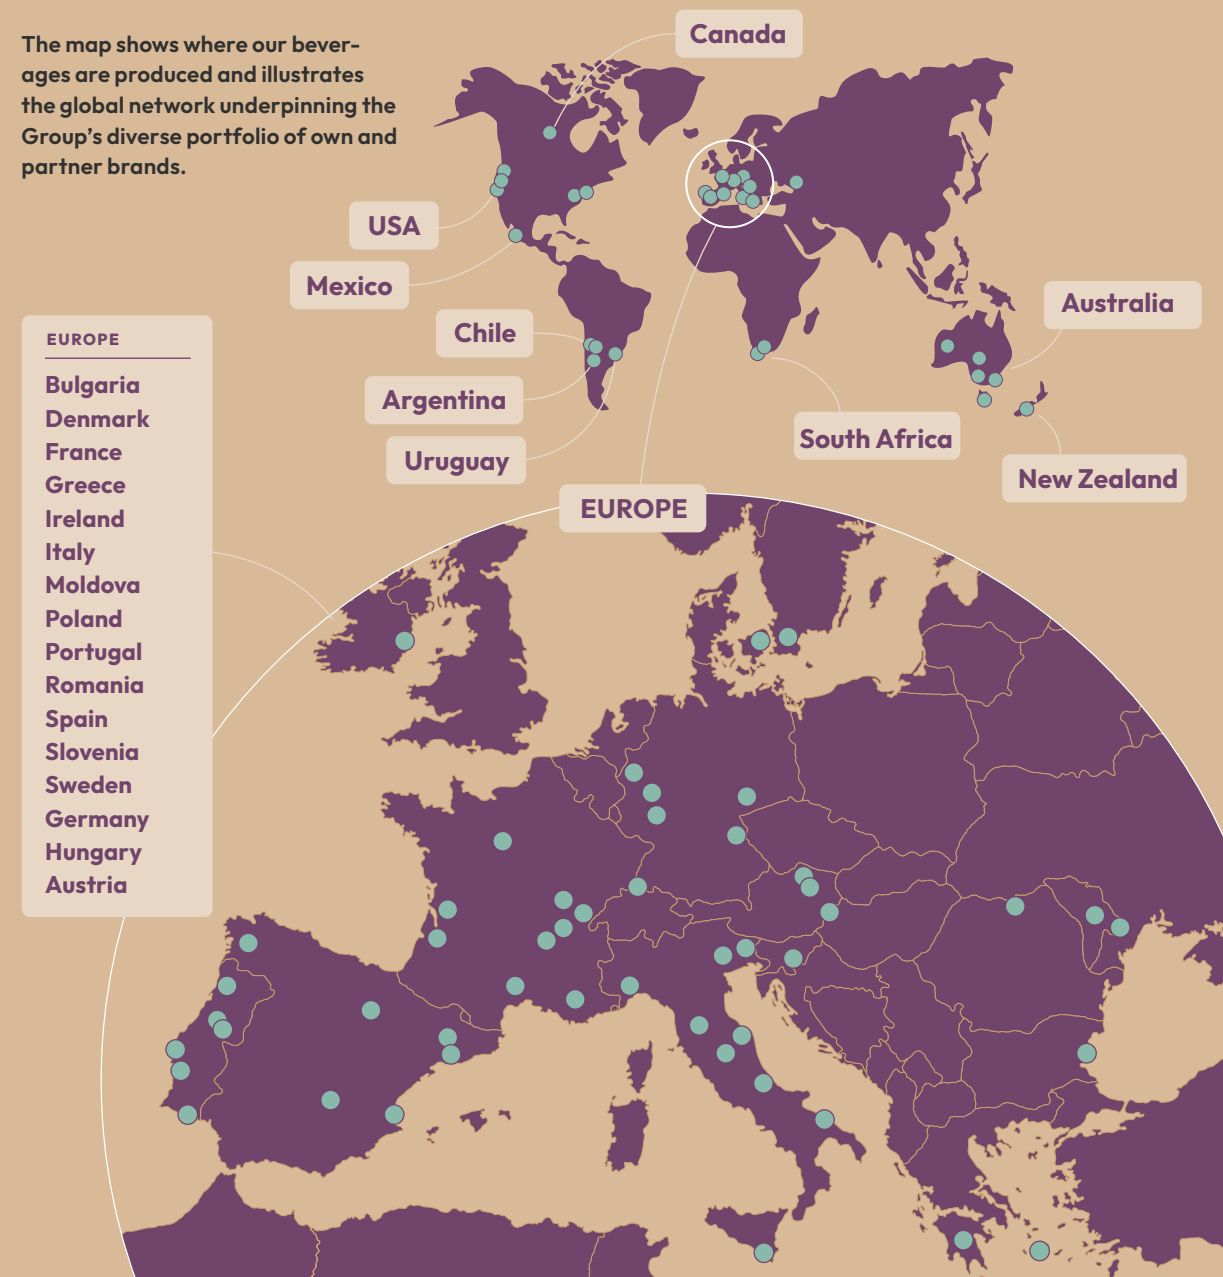 The map shows where our bever-
ages are produced and illustrates
the global network underpinning the
Group's diverse portfolio of own and
partner brands.
Canada
USA
Mexico
Chile
Argentina
Uruguay
Australia
South Africa
New Zealand
EUROPE
EUROPE
Bulgaria
Denmark
France
Greece
Ireland
Italy
Moldova
Poland
Portugal
Romania
Spain
Slovenia
Sweden
Germany
Hungary
Austria